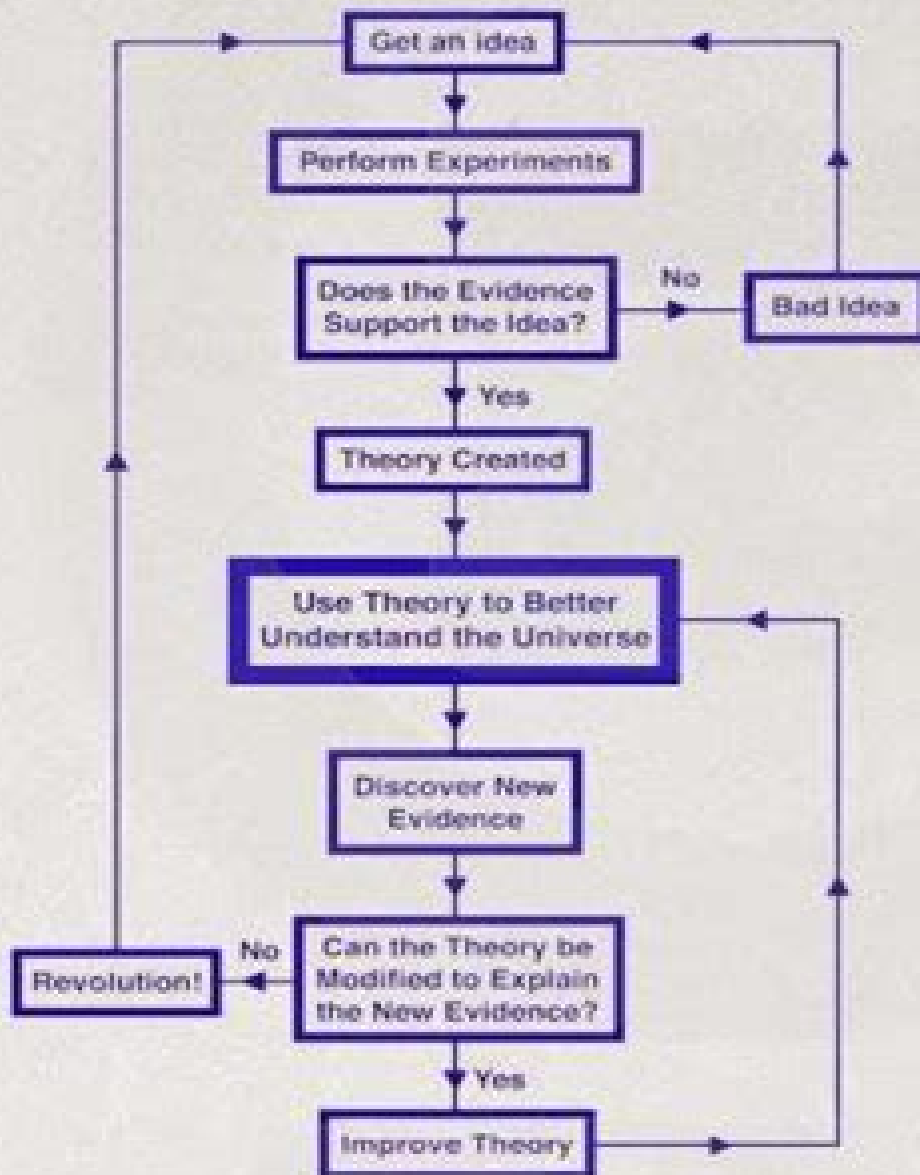 Get an idea
Perform Experiments
Does the Evidence
Support the Idea?
No
Bad Idea
Yes
Theory Created
Use Theory to Better
Understand the Universe
Discover New
Evidence
Can the Theory be
Modified to Explain
the New Evidence?
No
Revolution!
Yes
Improve Theory